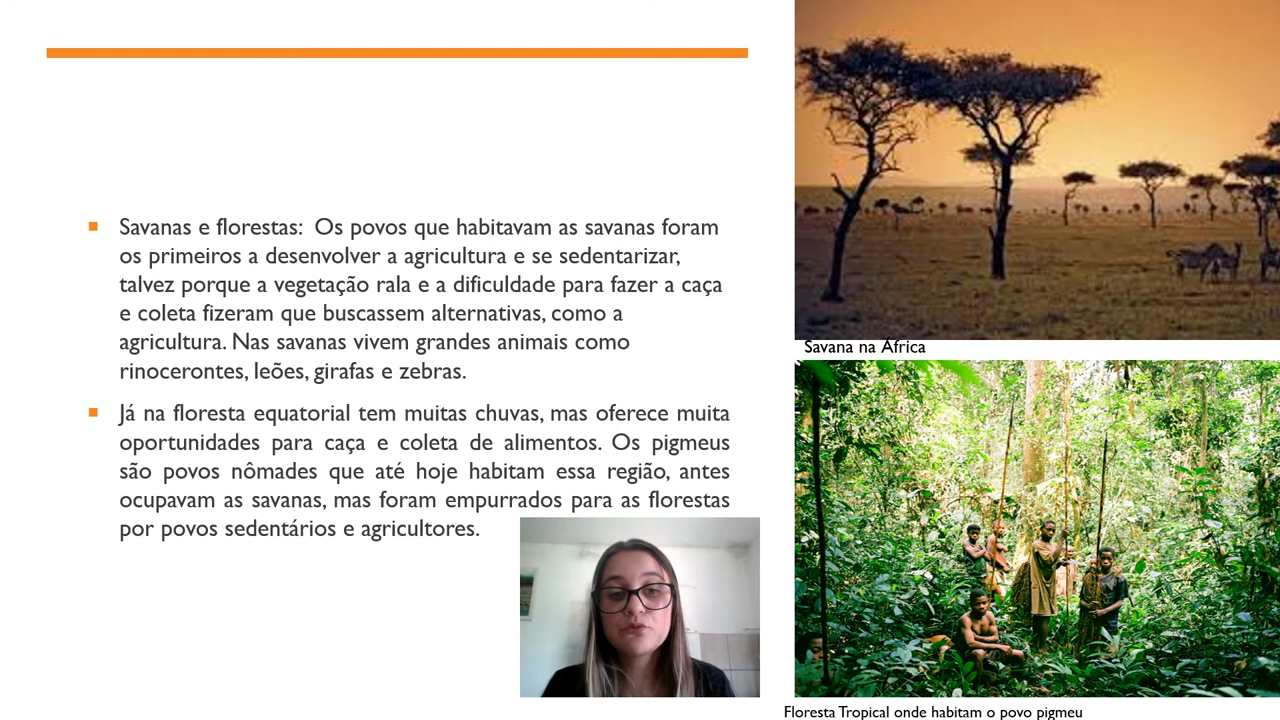 Savanas e florestas: Os povos que habitavam as savanas foram
os primeiros a desenvolver a agricultura e se sedentarizar,
talvez porque a vegetação rala e a dificuldade para fazer a caça
e coleta fizeram que buscassem alternativas, como a
agricultura. Nas savanas vivem grandes animais como
rinocerontes, leões, girafas e zebras.
Já na floresta equatorial tem muitas chuvas, mas oferece muita
oportunidades para caça e coleta de alimentos. Os pigmeus
são povos nômades que até hoje habitam essa região, antes
ocupavam as savanas, mas foram empurrados para as florestas
por povos sedentários e agricultores.
Savana na África
Floresta Tropical onde habitam o povo pigmeu